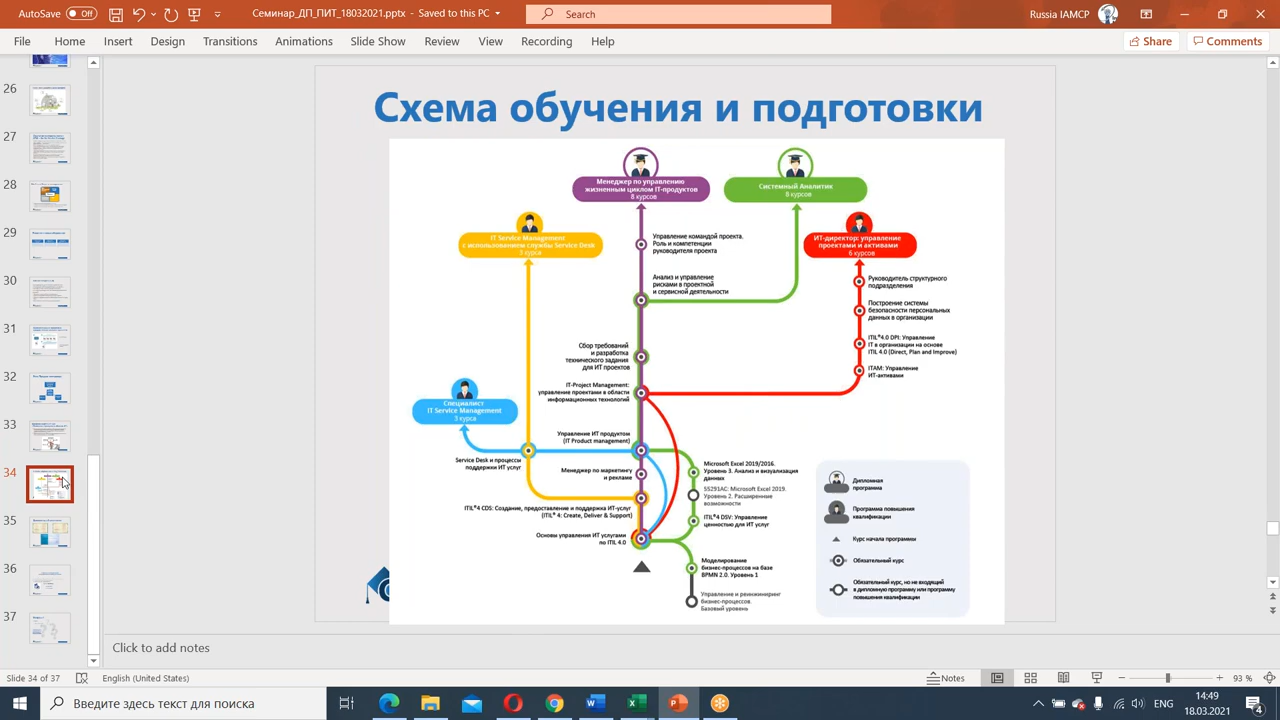 AutoSave Off
Семинар_ДП_ПИТ_18032021.pptx - Saved to this PC
Search
Russia IAMCP
File Home Insert Design Transitions Animations Slide Show Review View Recording Help
Share Comments
26
27
28
29
30
31
32
Схема обучения и подготовки
Менеджер по управлению
жизненным циклом IT-продуктов
8 курсов
Системный Аналитик
8 курсов
IT Service Management
с использованием службы Service Desk
3 курса
ИТ-директор: управление
проектами и активами
6 курсов
Управление командой проекта.
Роль и компетенции
руководителя проекта
Анализ и управление
рисками в проектной
и сервисной деятельности
Руководитель структурного
подразделения
Построение системы
безопасности персональных
данных в организации
ITIL®4.0 DPI: Управление
IT в организации на основе
ITIL 4.0 (Direct, Plan and Improve)
ITAM: Управление
ИТ-активами
Сбор требований
и разработка
технического задания
для ИТ проектов
IT-Project Management:
управление проектами в области
информационных технологий
Специалист
IT Service Management
3 курса
Управление ИТ продуктом
(IT Product management)
Service Desk и процессы
поддержки ИТ услуг
Менеджер по маркетингу
и рекламе
ITIL®4 CDS: Создание, предоставление и поддержка ИТ-услуг
(ITIL® 4: Create, Deliver & Support)
Основы управления ИТ услугами
по ITIL 4.0
Microsoft Excel 2019/2016.
Уровень 3. Анализ и визуализация
данных
55291AC: Microsoft Excel 2019.
Уровень 2. Расширенные
возможности
ITIL®4 DSV: Управление
ценностью для ИТ услуг
Моделирование
бизнес-процессов на базе
BPMN 2.0. Уровень 1
Управление и реинжиниринг
бизнес-процессов.
Базовый уровень
Дипломная
программа
Программа повышения
квалификации
Курс начала программы
Обязательный курс
Обязательный курс, но не входящий
в дипломную программу или программу
повышения квалификации
Click to add notes
Slide 34 of 37
English (United States)
Notes
93 %
Введите здесь текст для поиска
ENG
14:49
18.03.2021